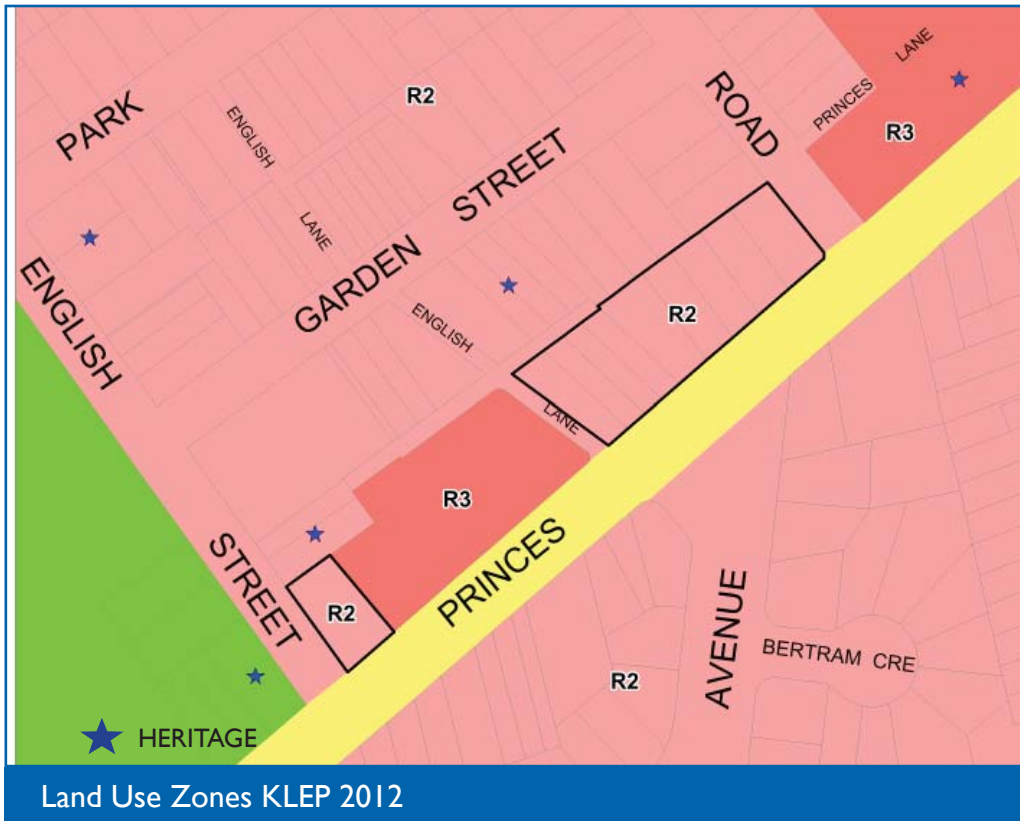 LANE
PARK
R2
ROAD
PRINCES
R3
ENGLISH
STREET
LANE
ENGLISH
GARDEN
ENGLISH
R2
LANE
R3
PRINCES
STREET
R2
AVENUE
BERTRAM CRE
R2
HERITAGE
Land Use Zones KLEP 2012